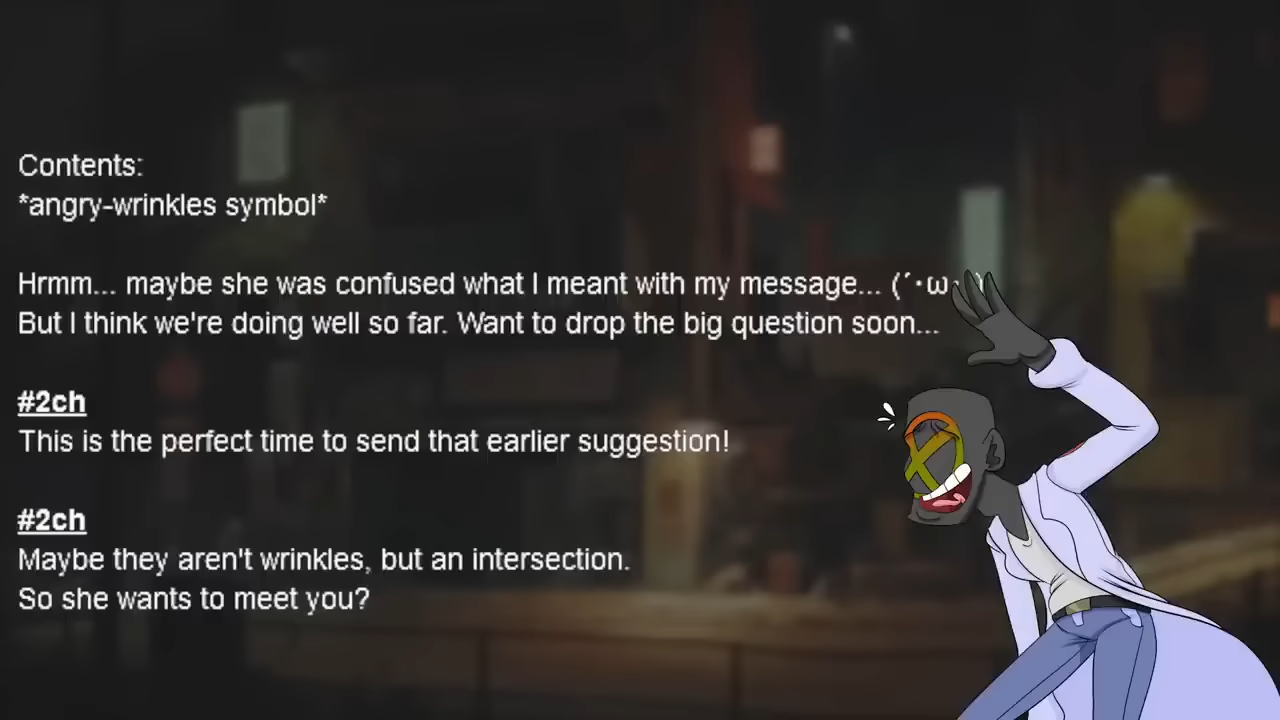 Contents:
*angry-wrinkles symbol*
Hrmm... maybe she was confused what I meant with my message... (´・ω・`)
But I think we're doing well so far. Want to drop the big question soon...
#2ch
This is the perfect time to send that earlier suggestion!
#2ch
Maybe they aren't wrinkles, but an intersection.
So she wants to meet you?